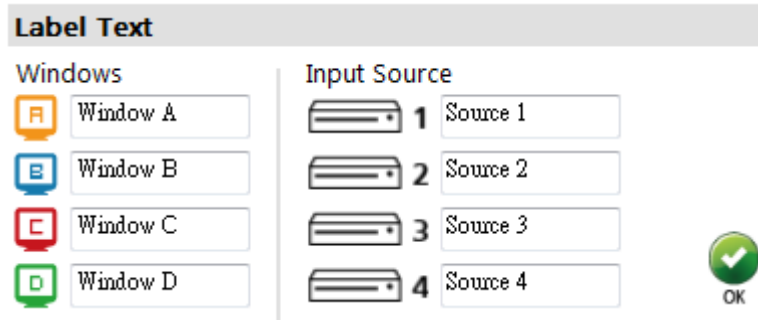 Label Text
Windows
Input Source
A Window A
1 Source 1
B Window B
2 Source 2
C Window C
3 Source 3
D Window D
4 Source 4
OK